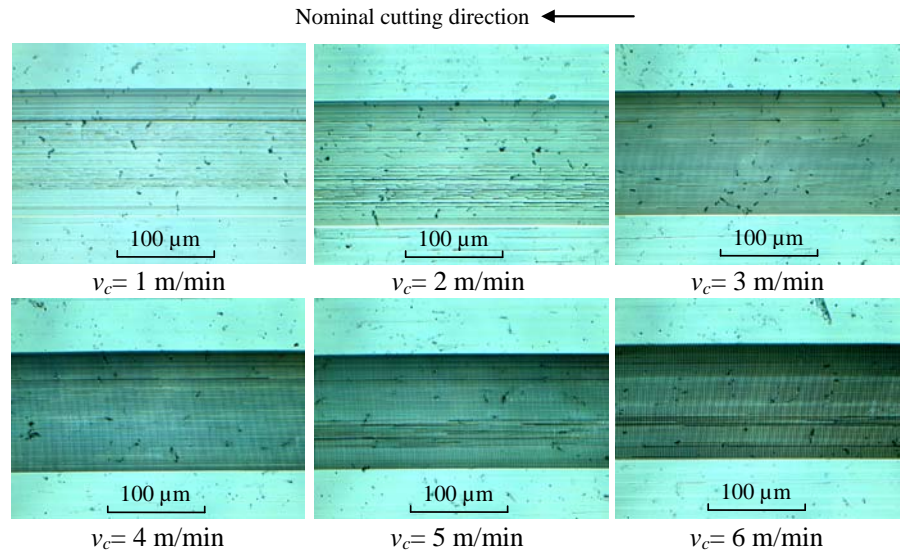 Nominal cutting direction
100 µm
100 µm
100 µm
vc= 1 m/min
vc= 2 m/min
vc= 3 m/min
100 µm
100 µm
100 µm
vc= 4 m/min
vc= 5 m/min
vc= 6 m/min